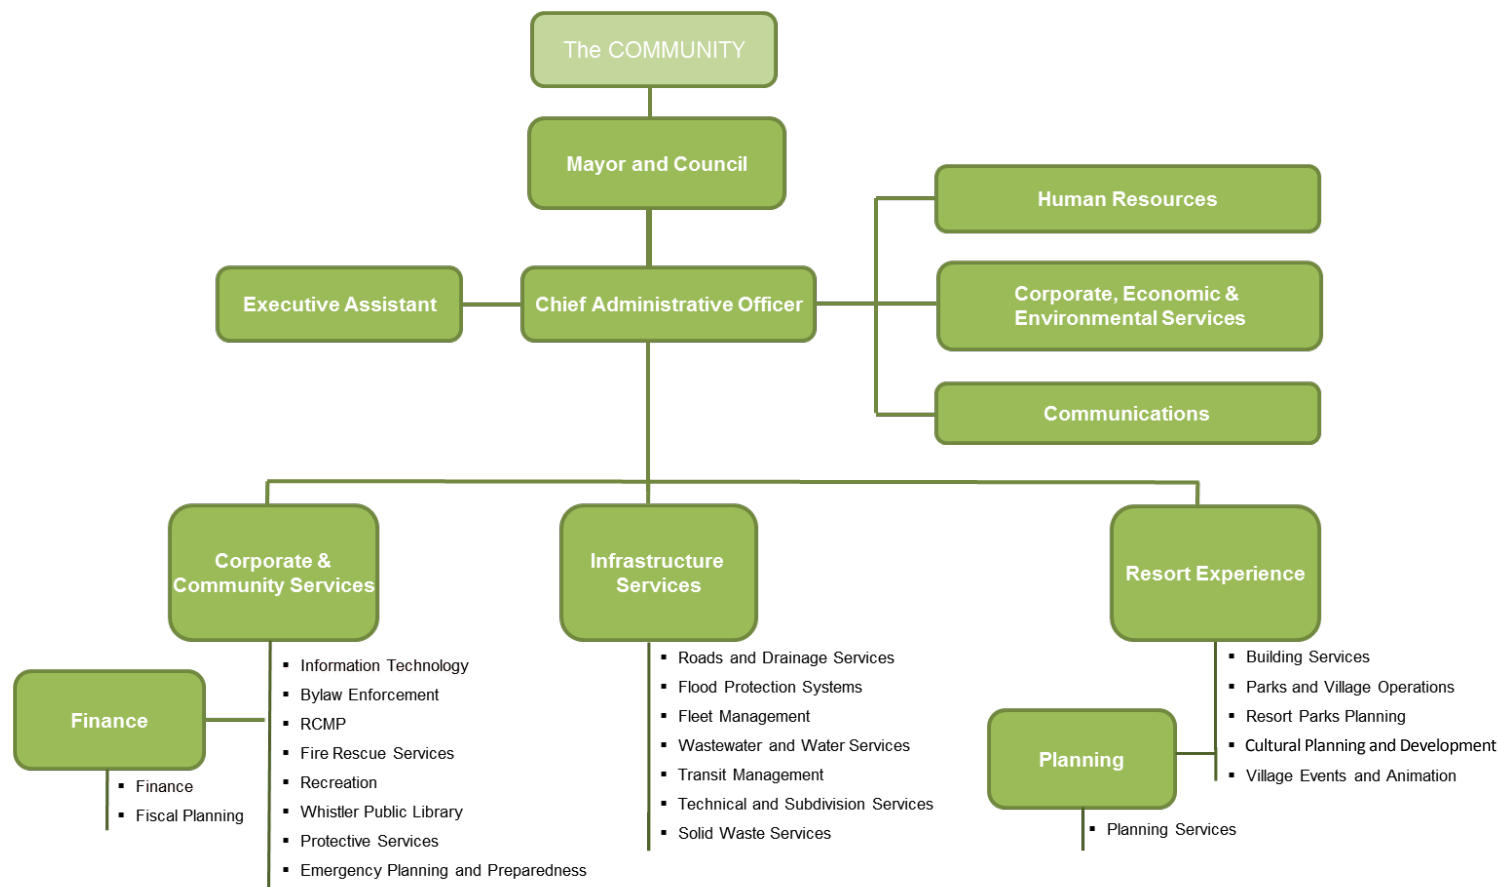 The COMMUNITY
Mayor and Council
Human Resources
Executive Assistant
Chief Administrative Officer
Corporate, Economic &
Environmental Services
Communications
Corporate &
Community Services
Infrastructure
Services
Resort Experience
Finance
▪ Finance
▪ Fiscal Planning
▪ Information Technology
▪ Bylaw Enforcement
▪ RCMP
▪ Fire Rescue Services
▪ Recreation
▪ Whistler Public Library
▪ Protective Services
▪ Emergency Planning and Preparedness
▪ Roads and Drainage Services
▪ Flood Protection Systems
▪ Fleet Management
▪ Wastewater and Water Services
▪ Transit Management
▪ Technical and Subdivision Services
▪ Solid Waste Services
▪ Building Services
▪ Parks and Village Operations
▪ Resort Parks Planning
▪ Cultural Planning and Development
▪ Village Events and Animation
Planning
▪ Planning Services